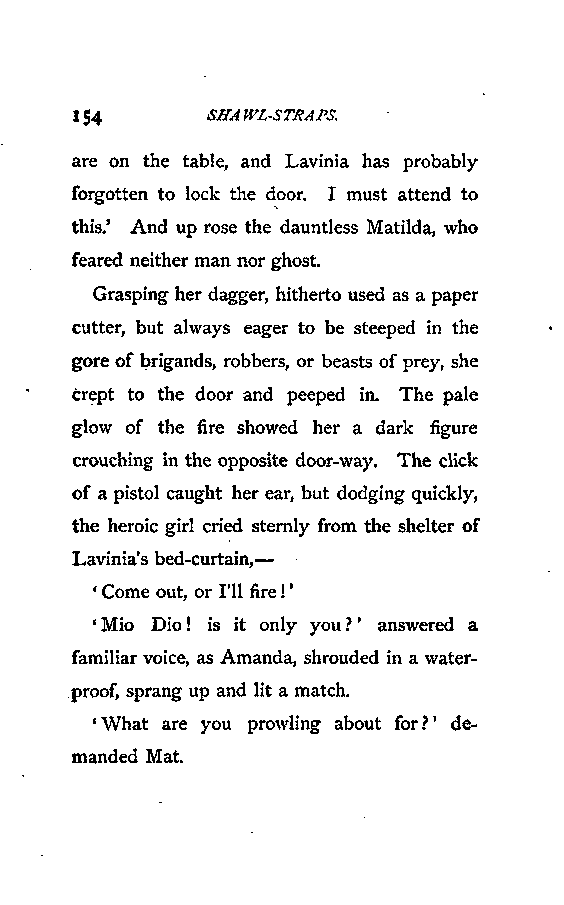 154 SHAWL-STRAPS.
are on the table, and Lavinia has probably
forgotten to lock the door. I must attend to
this.' And up rose the dauntless Matilda, who
feared neither man nor ghost.
Grasping her dagger, hitherto used as a paper
cutter, but always eager to be steeped in the
gore of brigands, robbers, or beasts of prey, she
crept to the door and peeped in. The pale
glow of the fire showed her a dark figure
crouching in the opposite door-way. The click
of a pistol caught her ear, but dodging quickly,
the heroic girl cried sternly from the shelter of
Lavinia's bed-curtain,—
'Come out, or I'll fire!'
'Mio Dio! is it only you?' answered a
familiar voice, as Amanda, shrouded in a water-
proof, sprang up and lit a match.
'What are you prowling about for?' de-
manded Mat.